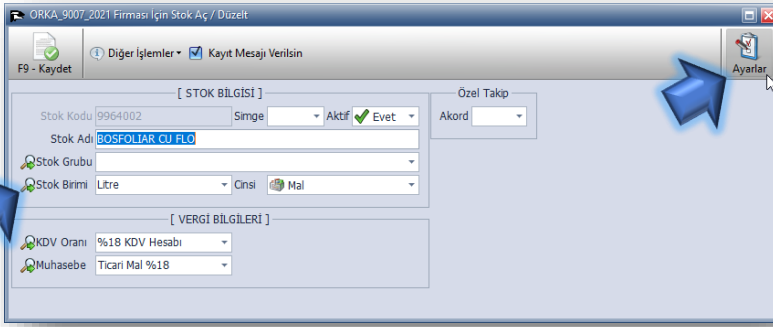 ORKA_9007_2021 Firması İçin Stok Aç / Düzelt
F9 - Kaydet
Diğer İşlemler
Kayıt Mesajı Verilsin
Ayarlar
[ STOK BİLGİSİ ]
Özel Takip
Stok Kodu 9964002 Simge Aktif Evet
Akord
Stok Adı BOSFOLIAR CU FLO
Stok Grubu
Stok Birimi Litre Cinsi Mal
[ VERGİ BİLGİLERİ ]
KDV Oranı %18 KDV Hesabı
Muhasebe Ticari Mal %18